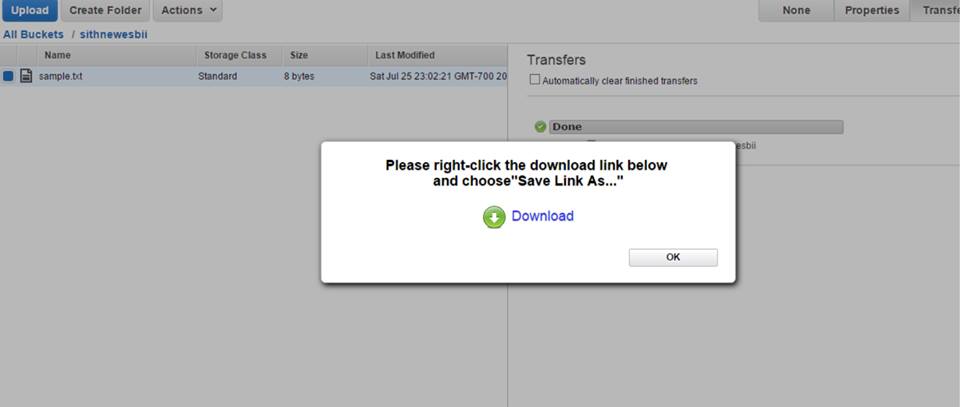 Upload Create Folder Actions None Properties
All Buckets / sithnewesbii
Name Storage Class Size Last Modified
sample.txt Standard 8 bytes Sat Jul 25 23:02:21 GMT-700 20
Transfers
Automatically clear finished transfers
Done
esbii
Please right-click the download link below
and choose"Save Link As..."
Download
OK